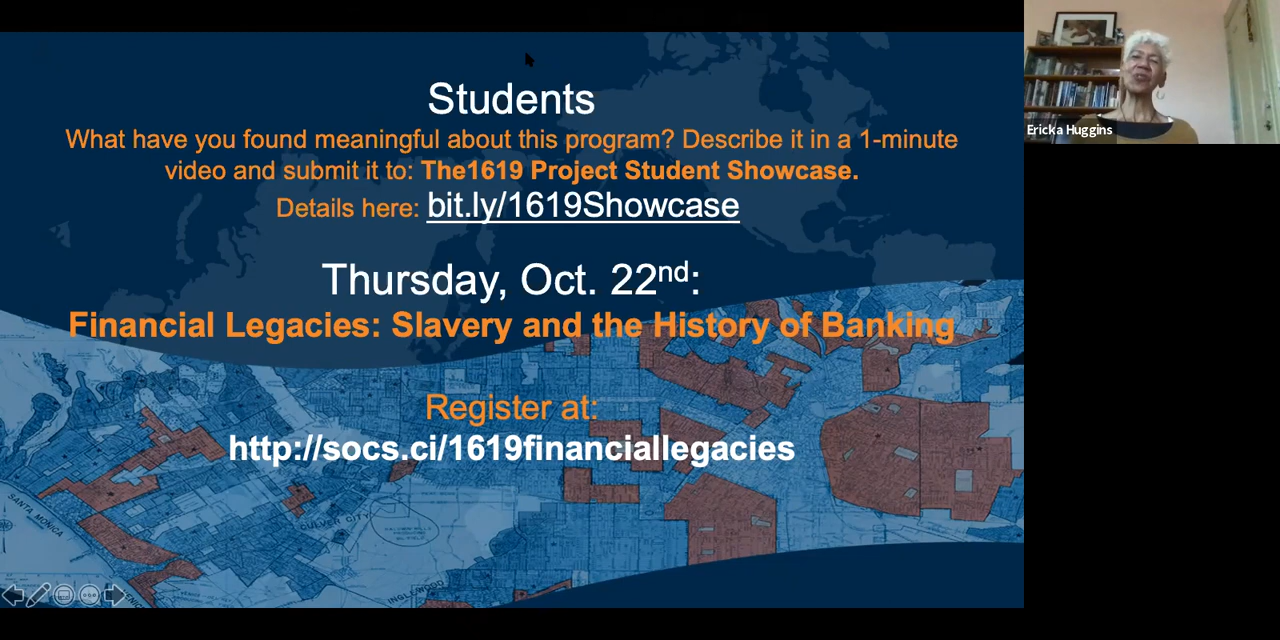 Students
What have you found meaningful about this program? Describe it in a 1-minute
video and submit it to: The1619 Project Student Showcase.
Details here: bit.ly/1619Showcase
Thursday, Oct. 22nd:
Financial Legacies: Slavery and the History of Banking
Register at:
http://socs.ci/1619financiallegacies
SANTA MONICA
CULVER CITY
INGLEWOOD
Ericka Huggins